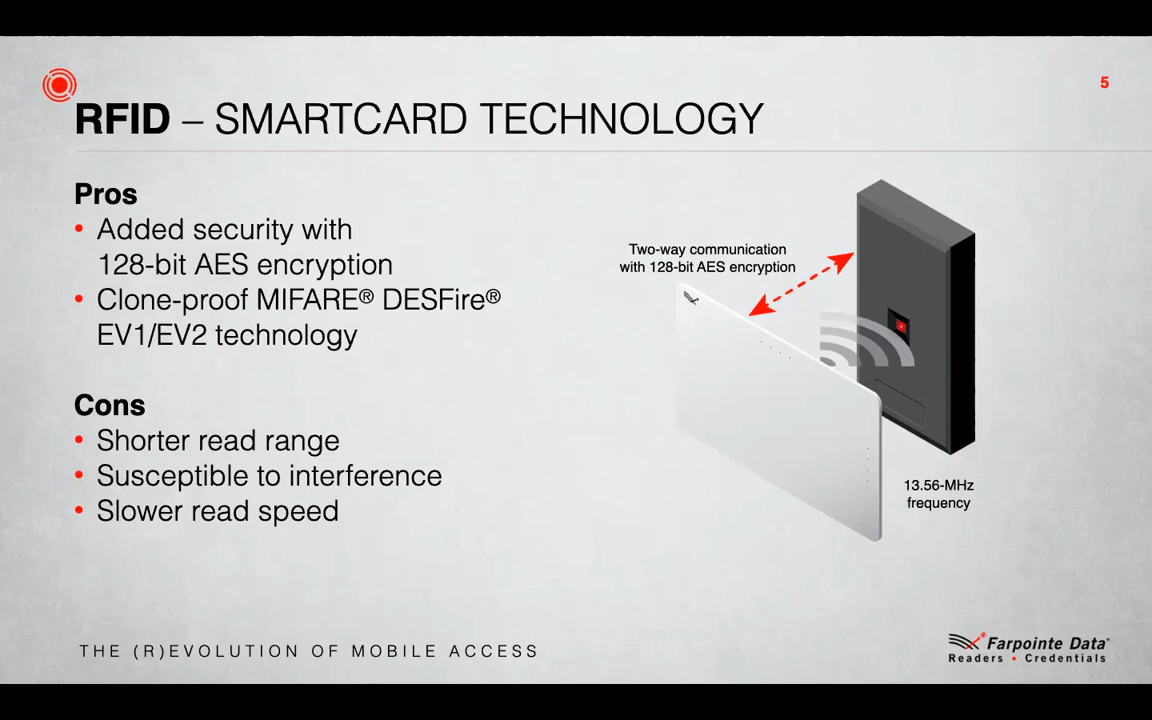 5
RFID – SMARTCARD TECHNOLOGY
Pros
• Added security with
128-bit AES encryption
• Clone-proof MIFARE® DESFire®
EV1/EV2 technology
Cons
• Shorter read range
• Susceptible to interference
• Slower read speed
Two-way communication
with 128-bit AES encryption
13.56-MHz
frequency
THE (R)EVOLUTION OF MOBILE ACCESS
Farpointe Data®
Readers • Credentials